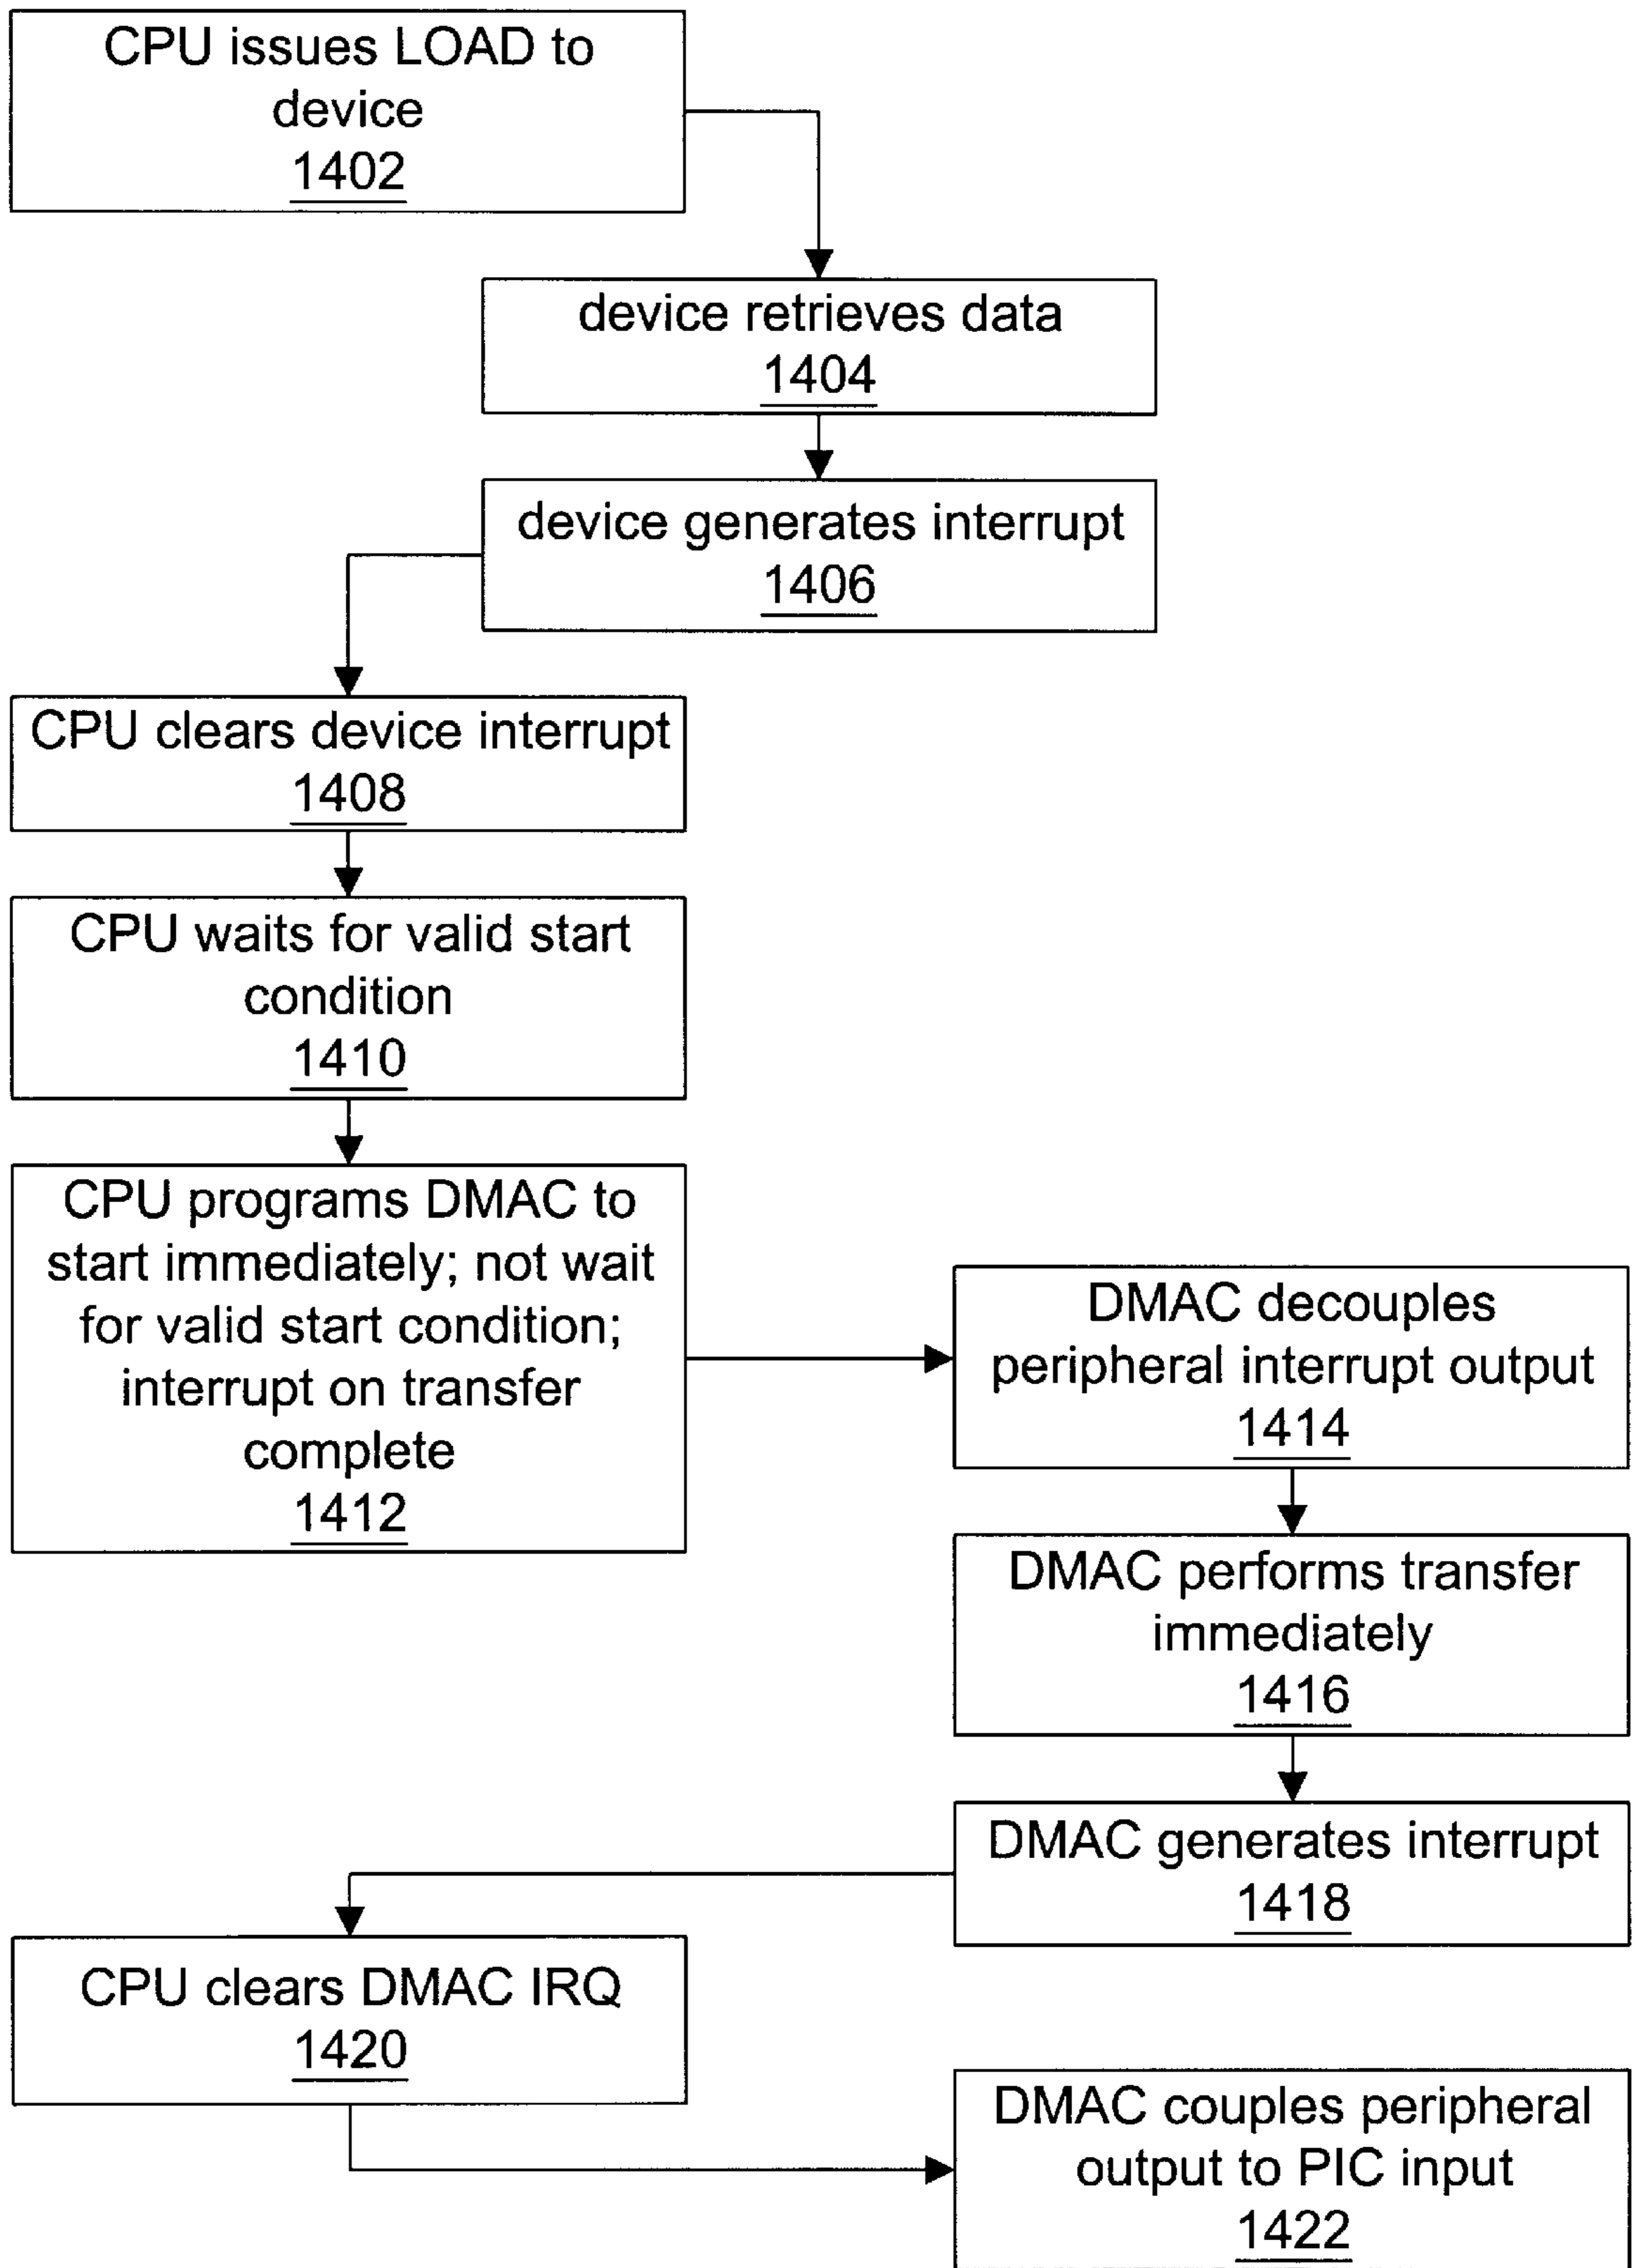 CPU issues LOAD to
device
1402
device retrieves data
1404
device generates interrupt
1406
CPU clears device interrupt
1408
CPU waits for valid start
condition
1410
CPU programs DMAC to
start immediately; not wait
for valid start condition;
interrupt on transfer
complete
1412
DMAC decouples
peripheral interrupt output
1414
DMAC performs transfer
immediately
1416
DMAC generates interrupt
1418
CPU clears DMAC IRQ
1420
DMAC couples peripheral
output to PIC input
1422